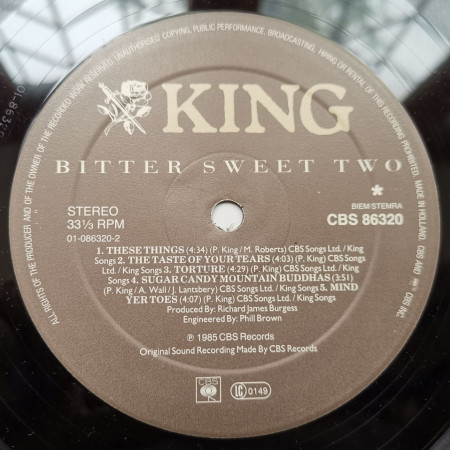 ALL RIGHTS OF THE PRODUCER AND OF THE OWNER OF THE RECORDED WORK RESERVED. UNAUTHORISED COPYING, PUBLIC PERFORMANCE, BROADCASTING, HIRING OR RENTAL OF THIS RECORDING PROHIBITED. MADE IN HOLLAND. CBS AND ARE CBS INC.
KING
BITTER SWEET TWO
*
STEREO
33⅓ RPM
01-086320-2
BIEM/STEMRA
CBS 86320
1. THESE THINGS (4:34) (P. King / M. Roberts) CBS Songs Ltd. / King
Songs 2. THE TASTE OF YOUR TEARS (4:03) (P. King) CBS Songs Ltd. / King
Songs 3. TORTURE (4:29) (P. King) CBS Songs Ltd. / King
Songs 4. SUGAR CANDY MOUNTAIN BUDDHAS (3:51)
(P. King / A. Wall / J. Lantsbery) CBS Songs Ltd. / King Songs 5. MIND
YER TOES (4:07) (P. King) CBS Songs Ltd. / King Songs
Produced By: Richard James Burgess
Engineered By: Phill Brown
℗ 1985 CBS Records
Original Sound Recording Made By CBS Records
CBS
LC 0149